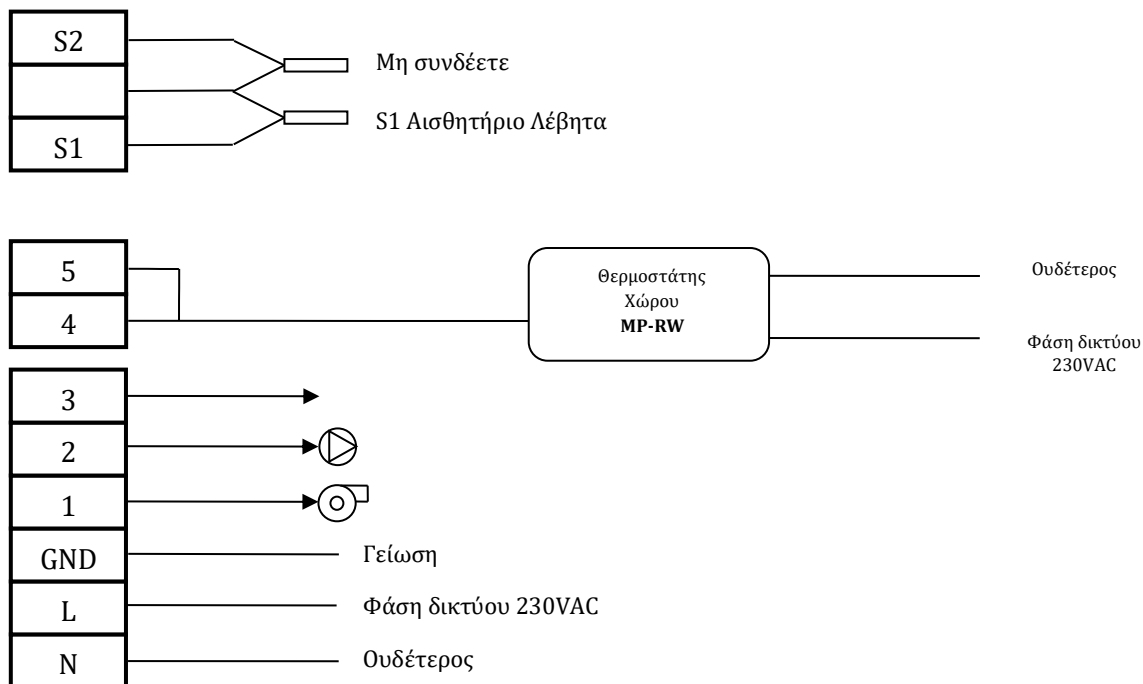 S2
Μη συνδέετε
S1 Αισθητήριο Λέβητα
S1
5
4
Θερμοστάτης
Χώρου
MP-RW
Ουδέτερος
Φάση δικτύου
230VAC
3
2
1
GND
Γείωση
L
Φάση δικτύου 230VAC
N
Ουδέτερος